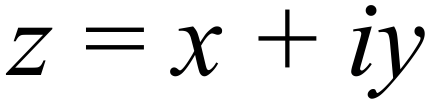 z = x + iy